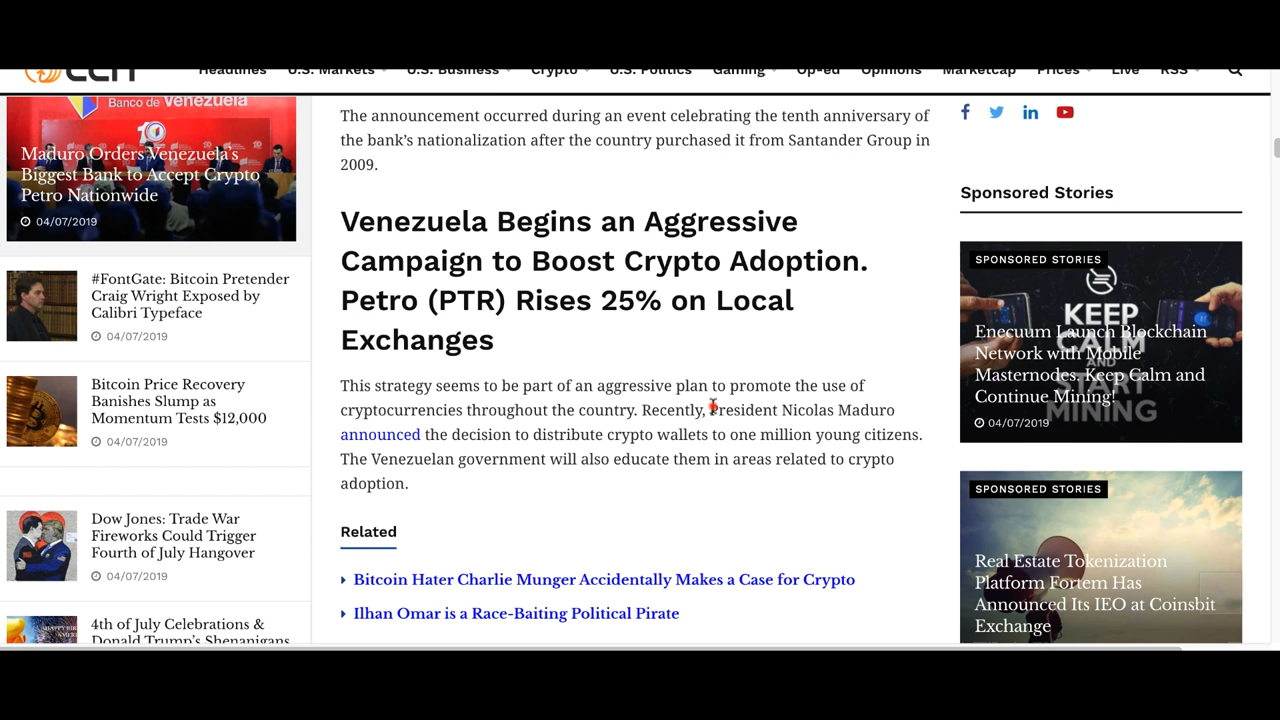 CCN
Headlines
U.S. Markets
U.S. Business
Crypto
U.S. Politics
Gaming
Op-ed
Opinions
Marketcap
Prices
Live
RSS
Banco de Venezuela
10
Maduro Orders Venezuela's
Biggest Bank to Accept Crypto
Petro Nationwide
04/07/2019
#FontGate: Bitcoin Pretender
Craig Wright Exposed by
Calibri Typeface
04/07/2019
Bitcoin Price Recovery
Banishes Slump as
Momentum Tests $12,000
04/07/2019
Dow Jones: Trade War
Fireworks Could Trigger
Fourth of July Hangover
04/07/2019
4th of July Celebrations &
Donald Trump's Shenanigans
The announcement occurred during an event celebrating the tenth anniversary of
the bank's nationalization after the country purchased it from Santander Group in
2009.
Venezuela Begins an Aggressive
Campaign to Boost Crypto Adoption.
Petro (PTR) Rises 25% on Local
Exchanges
This strategy seems to be part of an aggressive plan to promote the use of
cryptocurrencies throughout the country. Recently, President Nicolas Maduro
announced the decision to distribute crypto wallets to one million young citizens.
The Venezuelan government will also educate them in areas related to crypto
adoption.
Related
Bitcoin Hater Charlie Munger Accidentally Makes a Case for Crypto
Ilhan Omar is a Race-Baiting Political Pirate
Sponsored Stories
SPONSORED STORIES
KEEP
CALM
AND
START
MINING
Enecuum Launch Blockchain
Network with Mobile
Masternodes. Keep Calm and
Continue Mining!
04/07/2019
SPONSORED STORIES
Real Estate Tokenization
Platform Fortem Has
Announced Its IEO at Coinsbit
Exchange